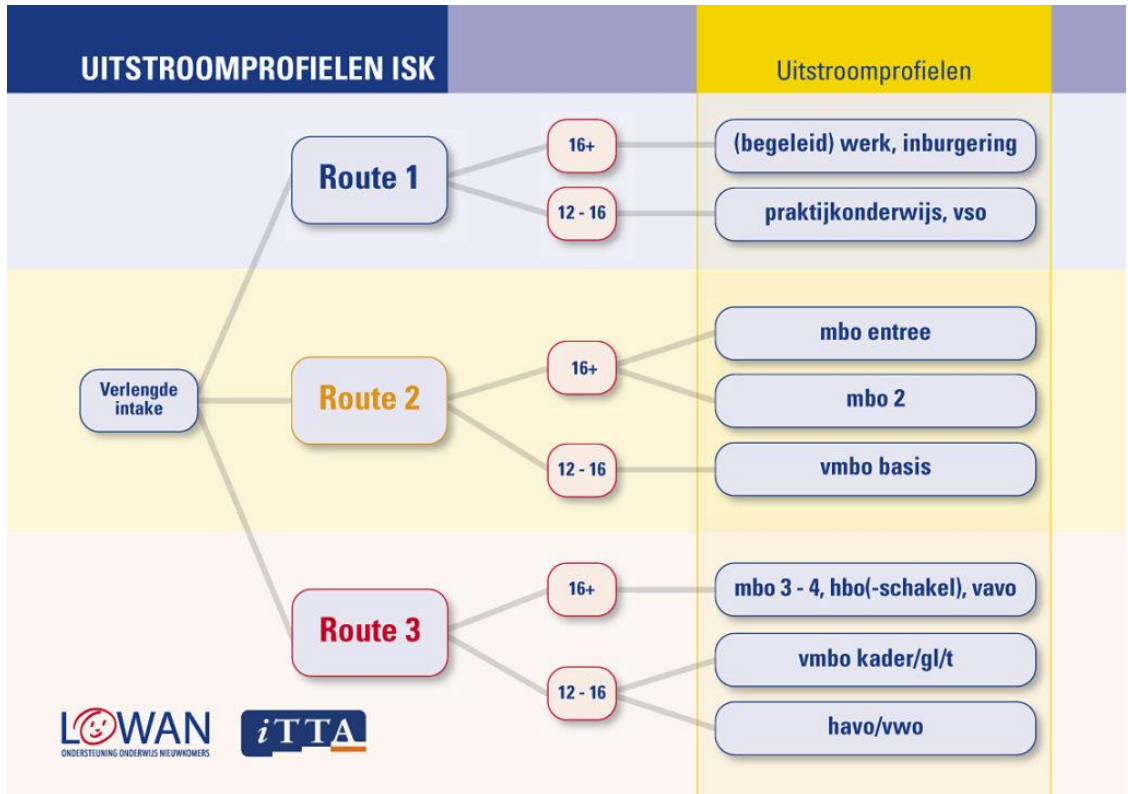 UITSTROOMPROFIELEN ISK
Uitstroomprofielen
Verlengde
intake
Route 1
16+
(begeleid) werk, inburgering
12 - 16
praktijkonderwijs, vso
Route 2
16+
mbo entree
mbo 2
12 - 16
vmbo basis
Route 3
16+
mbo 3 - 4, hbo(-schakel), vavo
12 - 16
vmbo kader/gl/t
havo/vwo
LOWAN
ONDERSTEUNING ONDERWIJS NIEUWKOMERS
iTTA